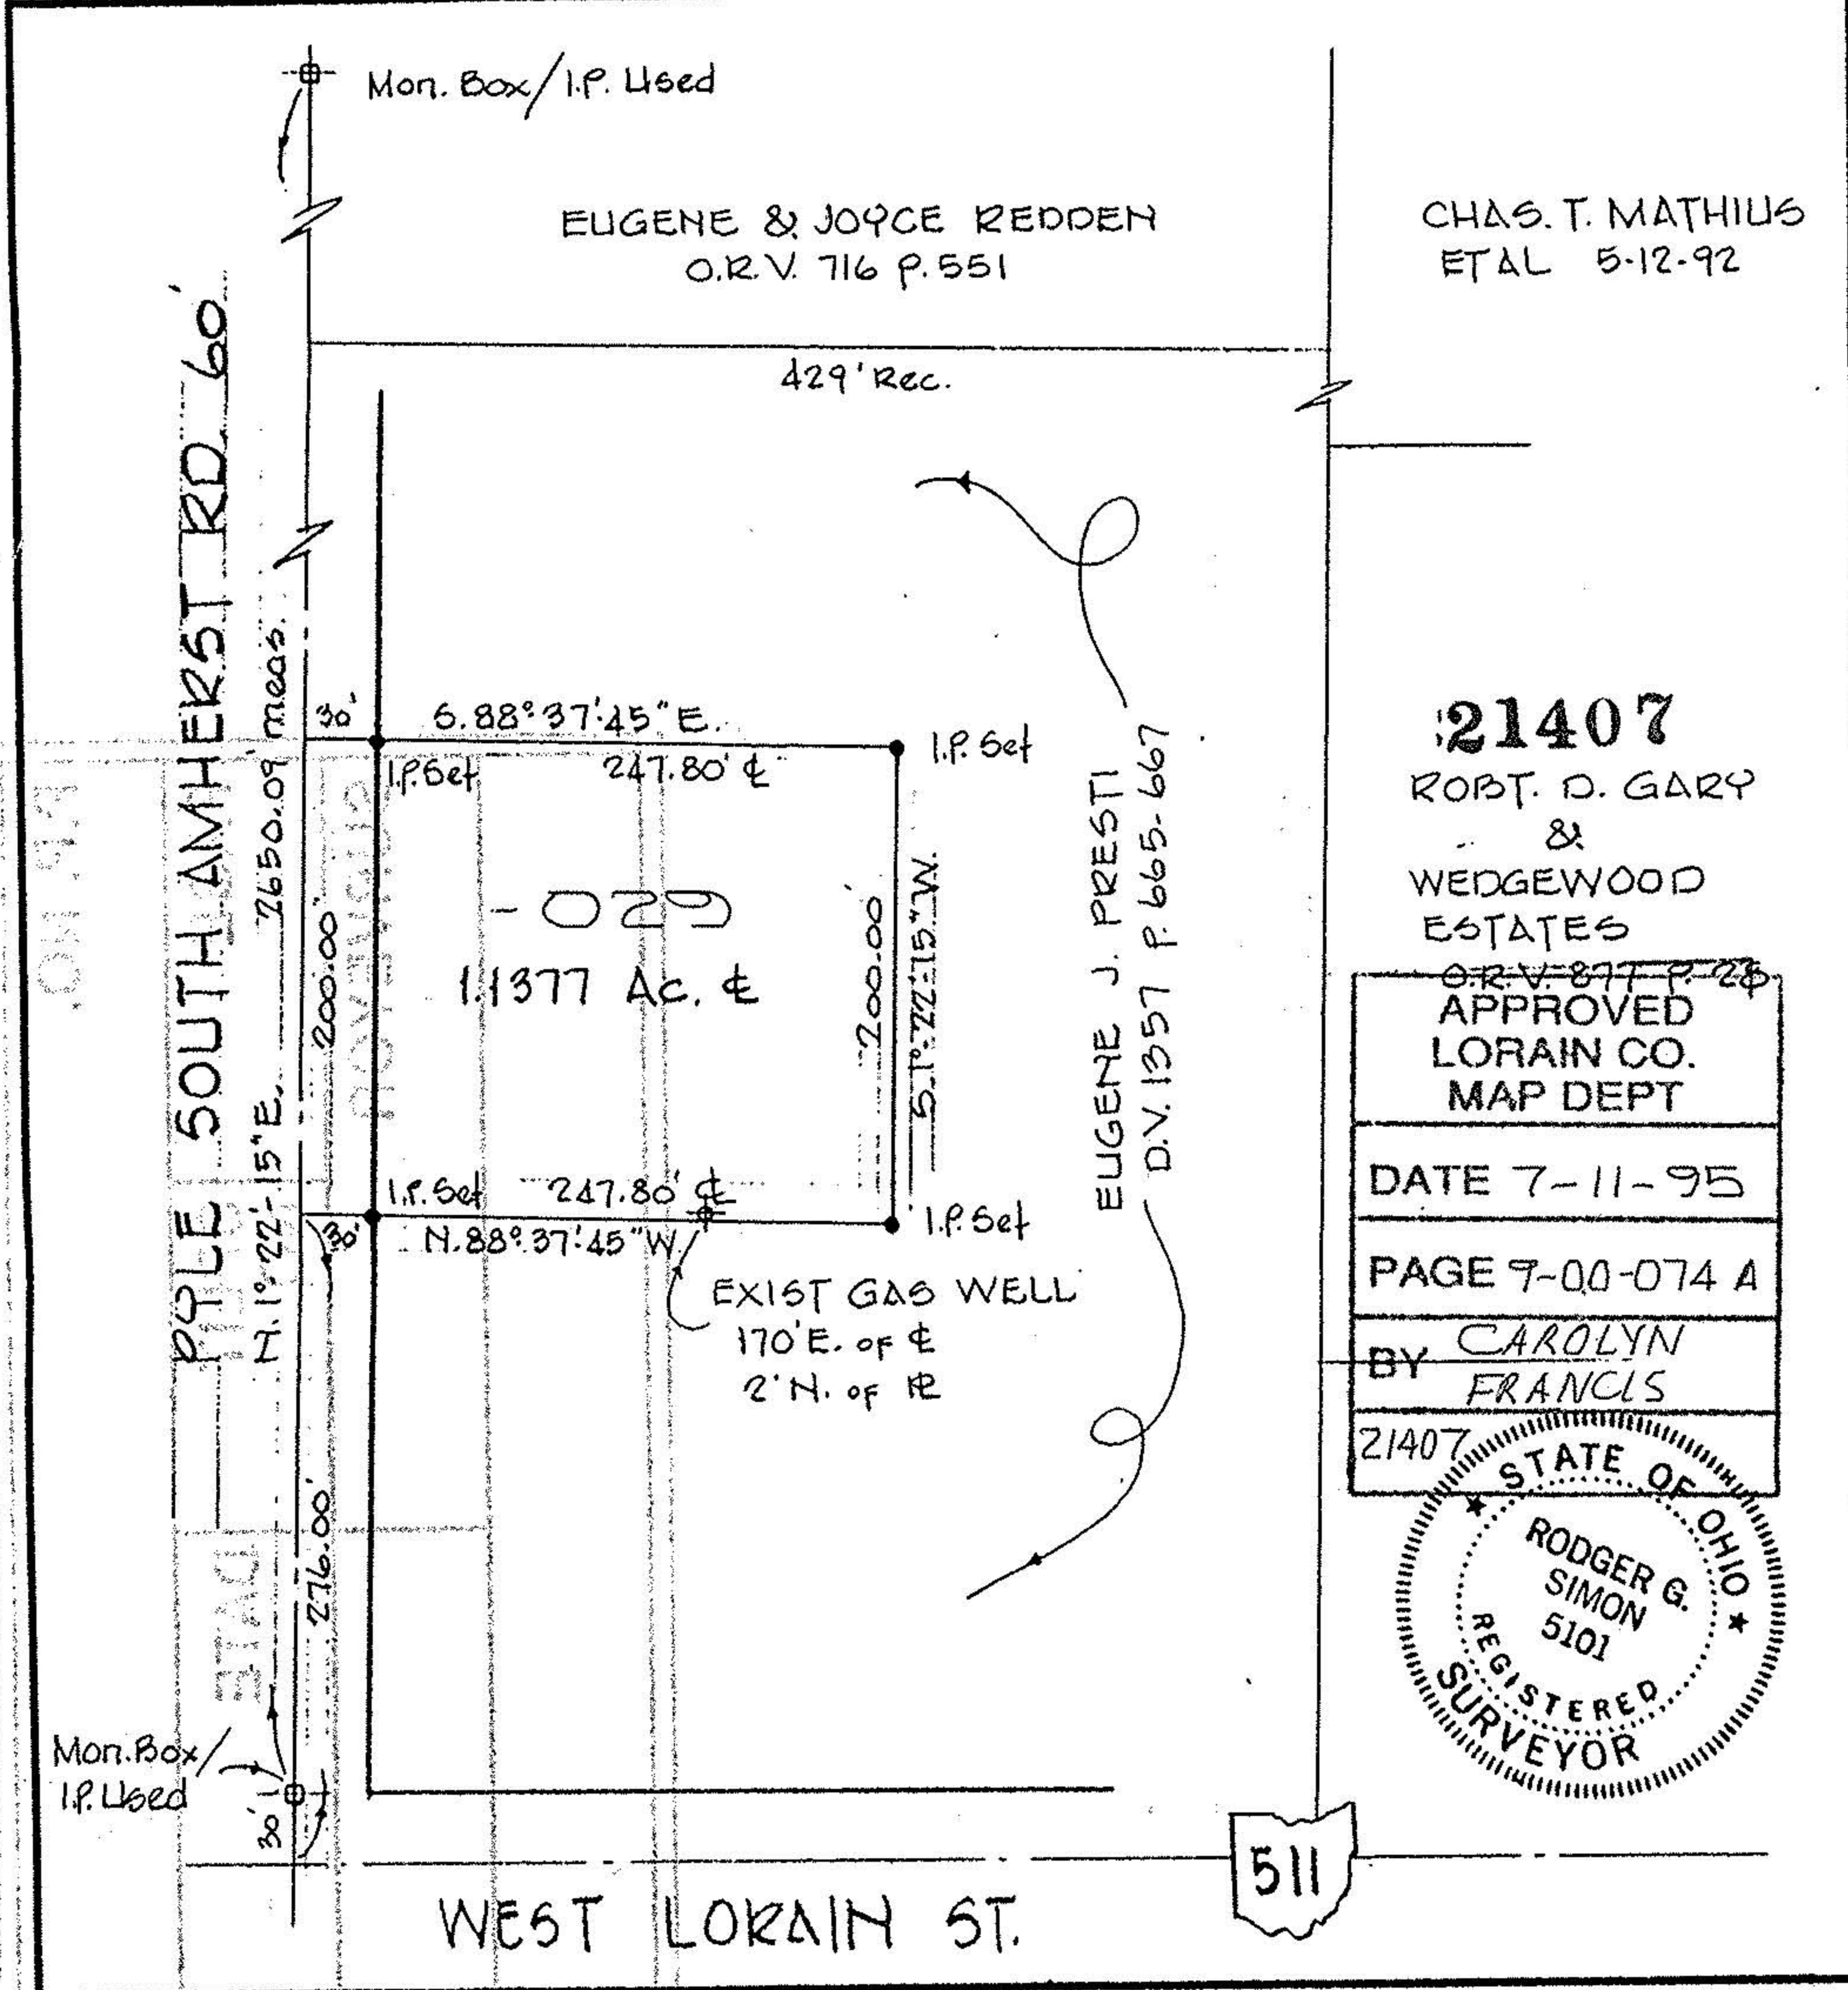 Mon. Box/I.P. Used
EUGENE & JOYCE REDDEN
O.R.V. 716 P. 551
CHAS. T. MATHIUS
ETAL 5-12-92
429' Rec.
PYLE SOUTH AMHERST RD. 60'
N. 1°-22'-15" E. 2650.09' meas.
30'
S. 88°37'45" E.
I.P. Set
247.80' ℄
I.P. Set
200.00'
- 029
1.1377 Ac. ℄
200.00
S. 1°-22'-15" W.
I.P. Set
247.80' ℄
30'
N. 88°37'45" W.
I.P. Set
EXIST GAS WELL
170' E. of ℄
2' N. of ⅊
EUGENE J. PRESTI
D.V. 1357 P. 665-667
276.00'
Mon. Box/
I.P. Used
30'
WEST LORAIN ST.
511
21407
ROBT. D. GARY
&
WEDGEWOOD
ESTATES
APPROVED
LORAIN CO.
MAP DEPT
DATE 7-11-95
PAGE 9-00-074 A
BY CAROLYN
FRANCIS
21407
STATE OF OHIO
RODGER G.
SIMON
5101
REGISTERED
SURVEYOR
DATE